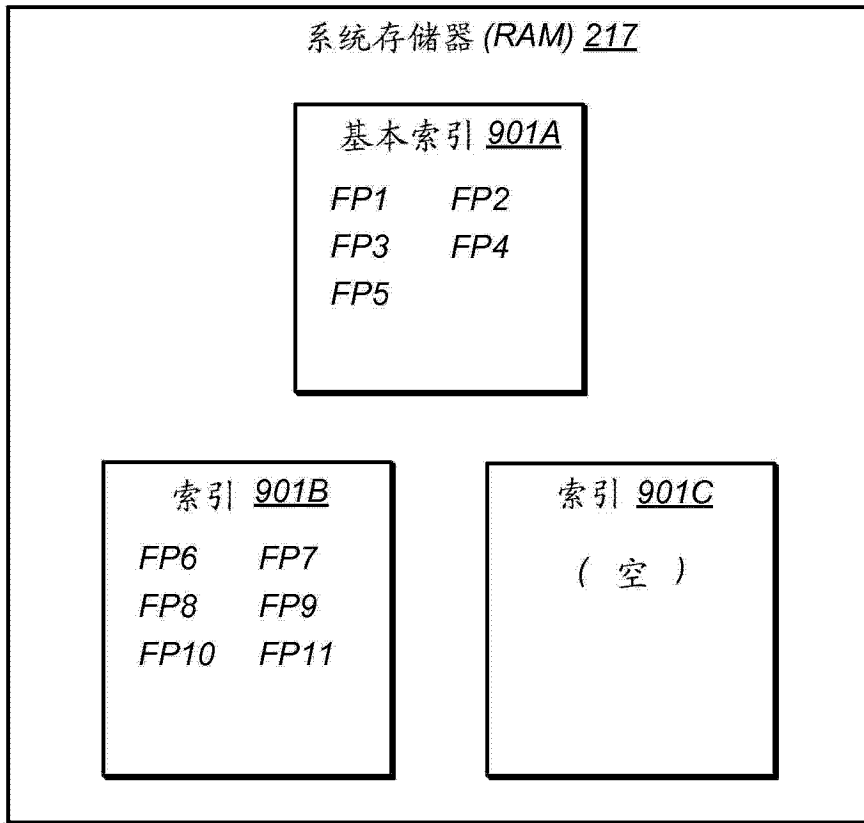 系统存储器 (RAM) 217
基本索引 901A
FP1 FP2
FP3 FP4
FP5
索引 901B
FP6 FP7
FP8 FP9
FP10 FP11
索引 901C
( 空 )